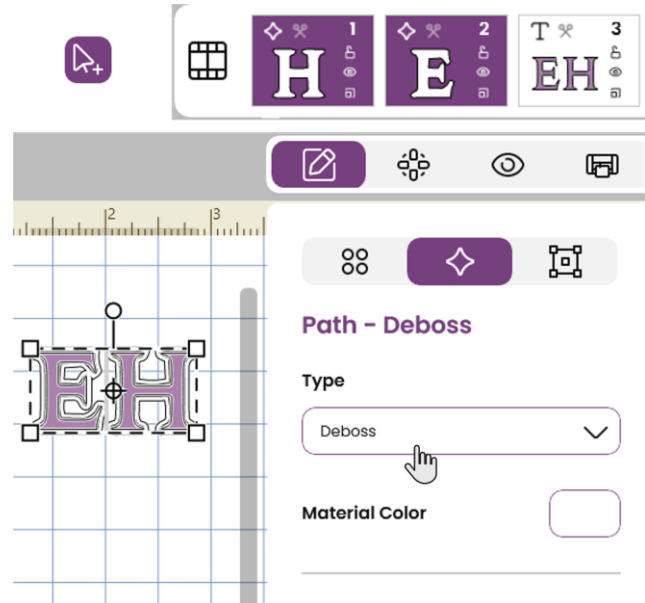 1
2
T
3
H
E
EH
2
3
EH
Path - Deboss
Type
Deboss
Material Color